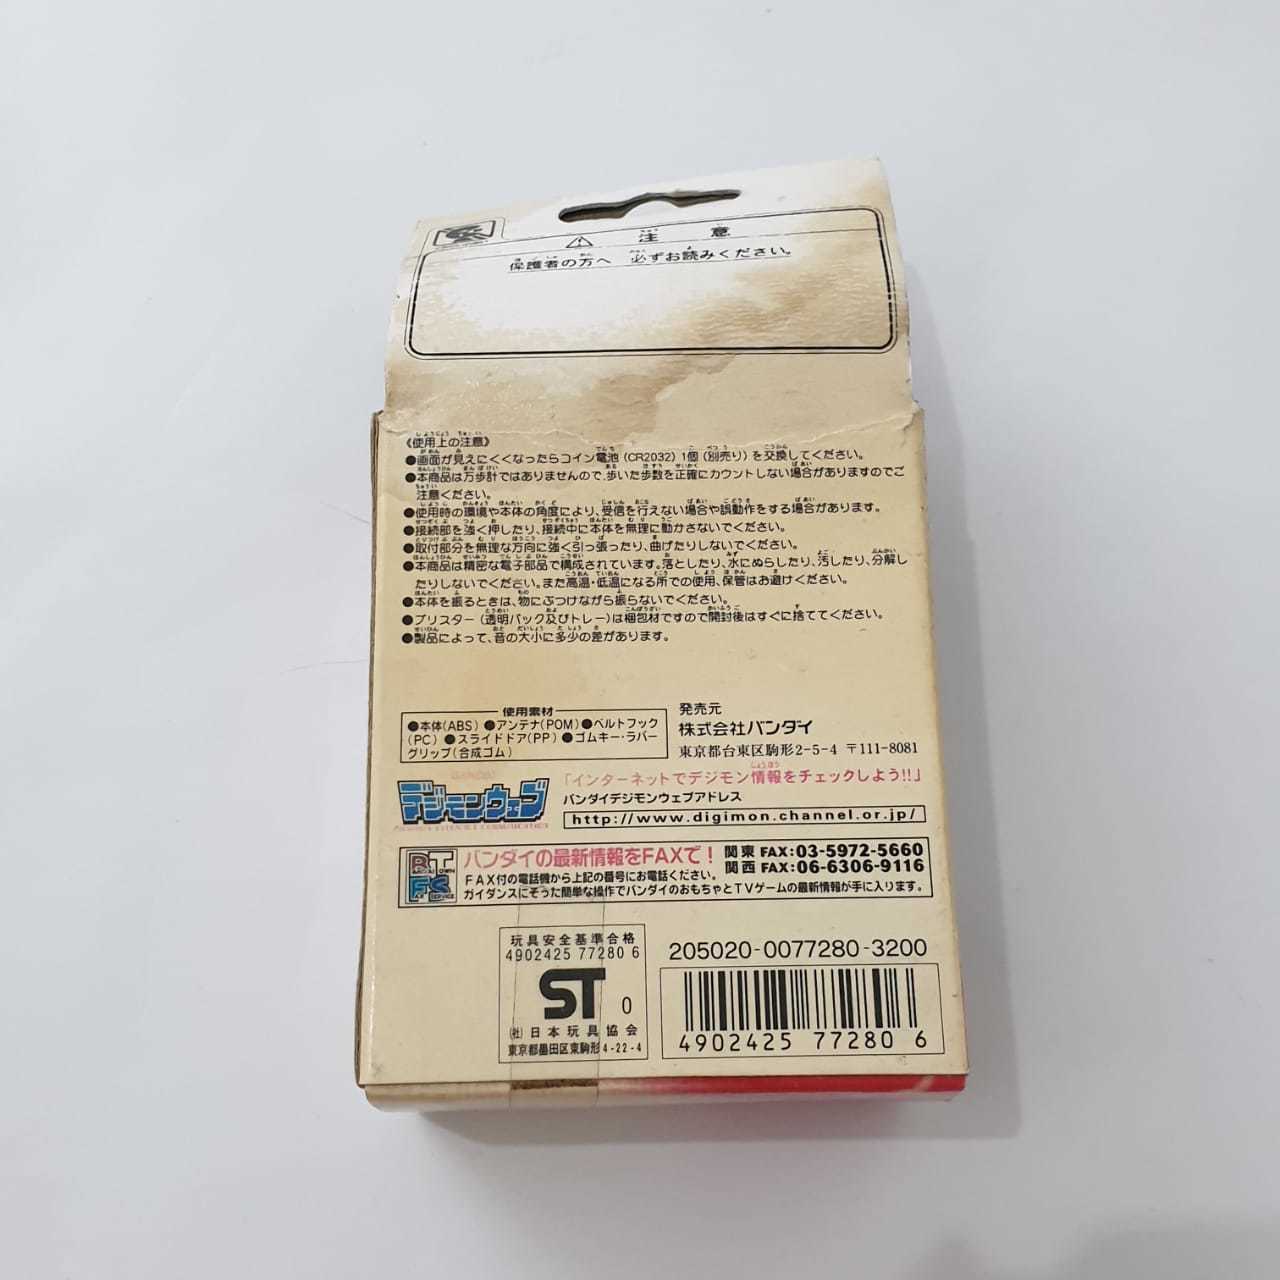 注意
保護者の方へ 必ずお読みください。
《使用上の注意》
●画面が見えにくくなったらコイン電池(CR2032)1個(別売り)を交換してください。
●本商品は万歩計ではありませんので、歩いた歩数を正確にカウントしない場合がありますのでご
注意ください。
●使用時の環境や本体の角度により、受信を行えない場合や誤動作をする場合があります。
●接続部を強く押したり、接続中に本体を無理に動かさないでください。
●取付部分を無理な方向に強く引っ張ったり、曲げたりしないでください。
●本商品は精密な電子部品で構成されています。落としたり、水にぬらしたり、汚したり、分解し
たりしないでください。また高温・低温になる所での使用、保管はお避けください。
●本体を振るときは、物にぶつけながら振らないでください。
●ブリスター(透明パック及びトレー)は梱包材ですので開封後はすぐに捨ててください。
●製品によって、音の大小に多少の差があります。
使用素材
●本体(ABS) ●アンテナ(POM) ●ベルトフック
(PC) ●スライドドア(PP) ●ゴムキー・ラバー
グリップ(合成ゴム)
発売元
株式会社バンダイ
東京都台東区駒形2-5-4 〒111-8081
デジモンウェブ
「インターネットでデジモン情報をチェックしよう!!」
バンダイデジモンウェブアドレス
http://www.digimon.channel.or.jp/
バンダイの最新情報をFAXで!
関東 FAX:03-5972-5660
関西 FAX:06-6306-9116
FAX付の電話機から上記の番号にお電話ください。
ガイダンスにそった簡単な操作でバンダイのおもちゃとTVゲームの最新情報が手に入ります。
玩具安全基準合格
4902425 77280 6
ST 0
(社)日本玩具協会
東京都墨田区東駒形4-22-4
205020-0077280-3200
4902425 77280 6